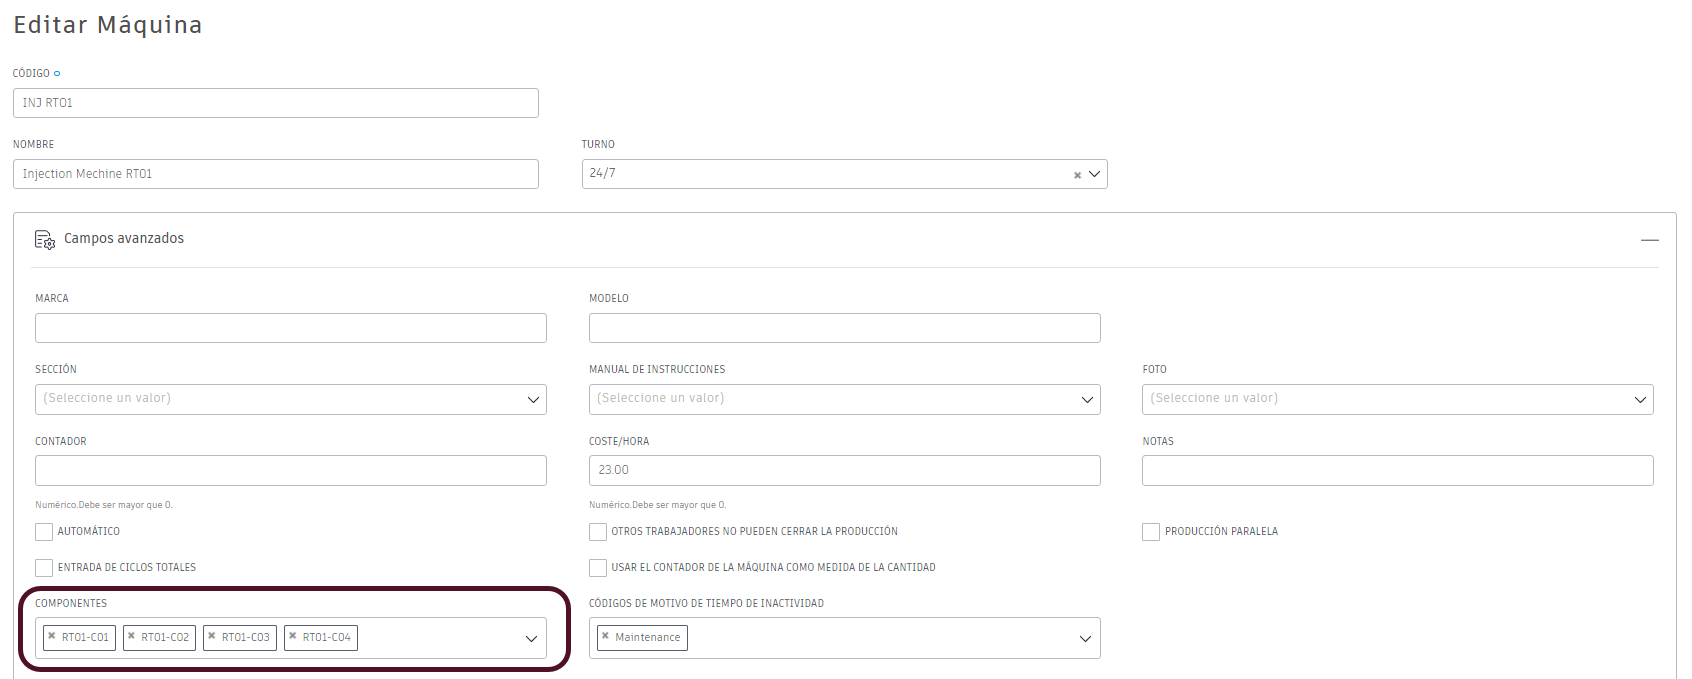 Editar Máquina
CÓDIGO
INJ RT01
NOMBRE TURNO
Injection Mechine RT01 24/7
Campos avanzados
MARCA MODELO
SECCIÓN MANUAL DE INSTRUCCIONES FOTO
(Seleccione un valor) (Seleccione un valor) (Seleccione un valor)
CONTADOR COSTE/HORA NOTAS
23.00
Numérico.Debe ser mayor que 0. Numérico.Debe ser mayor que 0.
AUTOMÁTICO OTROS TRABAJADORES NO PUEDEN CERRAR LA PRODUCCIÓN PRODUCCIÓN PARALELA
ENTRADA DE CICLOS TOTALES USAR EL CONTADOR DE LA MÁQUINA COMO MEDIDA DE LA CANTIDAD
COMPONENTES CÓDIGOS DE MOTIVO DE TIEMPO DE INACTIVIDAD
RT01-C01 RT01-C02 RT01-C03 RT01-C04 Maintenance